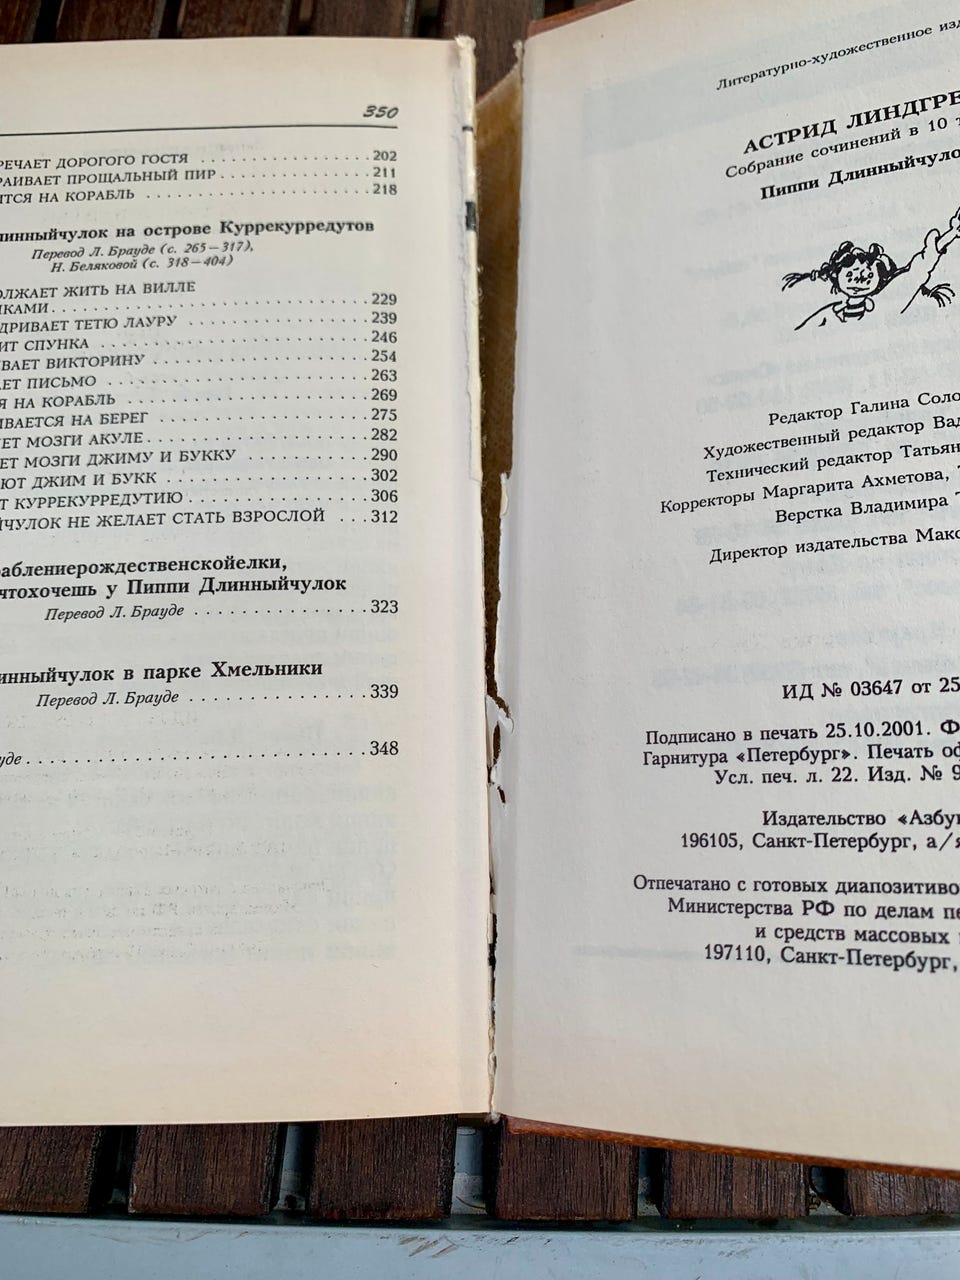 350
РЕЧАЕТ ДОРОГОГО ГОСТЯ . . . . . . . . . . . . . . . . . . 202
РАИВАЕТ ПРОЩАЛЬНЫЙ ПИР . . . . . . . . . . . . . . . . 211
ИТСЯ НА КОРАБЛЬ . . . . . . . . . . . . . . . . . . . . . . . 218
линныйчулок на острове Куррекурредутов
Перевод Л. Брауде (с. 265—317),
Н. Беляковой (с. 318—404)
ОЛЖАЕТ ЖИТЬ НА ВИЛЛЕ
КАМИ . . . . . . . . . . . . . . . . . . . . . . . . . . . . . . . . 229
ДРИВАЕТ ТЕТЮ ЛАУРУ . . . . . . . . . . . . . . . . . . . 239
ИТ СПУНКА . . . . . . . . . . . . . . . . . . . . . . . . . . . 246
ВАЕТ ВИКТОРИНУ . . . . . . . . . . . . . . . . . . . . . . 254
АЕТ ПИСЬМО . . . . . . . . . . . . . . . . . . . . . . . . . . 263
Я НА КОРАБЛЬ . . . . . . . . . . . . . . . . . . . . . . . . 269
ИВАЕТСЯ НА БЕРЕГ . . . . . . . . . . . . . . . . . . . . . 275
ЕТ МОЗГИ АКУЛЕ . . . . . . . . . . . . . . . . . . . . . . 282
ЕТ МОЗГИ ДЖИМУ И БУККУ . . . . . . . . . . . . . 290
ЮТ ДЖИМ И БУКК . . . . . . . . . . . . . . . . . . . . . 302
Т КУРРЕКУРРЕДУТИЮ . . . . . . . . . . . . . . . . . . 306
ЙЧУЛОК НЕ ЖЕЛАЕТ СТАТЬ ВЗРОСЛОЙ . . . 312
аблениерождественскойелки,
чтохочешь у Пиппи Длинныйчулок
Перевод Л. Брауде . . . . . . . . . . . . . . . . 323
инныйчулок в парке Хмельники
Перевод Л. Брауде . . . . . . . . . . . . . . . . 339
уде . . . . . . . . . . . . . . . . . . . . . . . . . . . . . . 348
Литературно-художественное изд
АСТРИД ЛИНДГРЕ
Собрание сочинений в 10 т
Пиппи Длинныйчулок
Редактор Галина Соло
Художественный редактор Вад
Технический редактор Татьян
Корректоры Маргарита Ахметова, Т
Верстка Владимира Т
Директор издательства Макс
ИД № 03647 от 25
Подписано в печать 25.10.2001. Ф
Гарнитура «Петербург». Печать оф
Усл. печ. л. 22. Изд. № 9
Издательство «Азбу
196105, Санкт-Петербург, а/я
Отпечатано с готовых диапозитиво
Министерства РФ по делам пе
и средств массовых
197110, Санкт-Петербург,